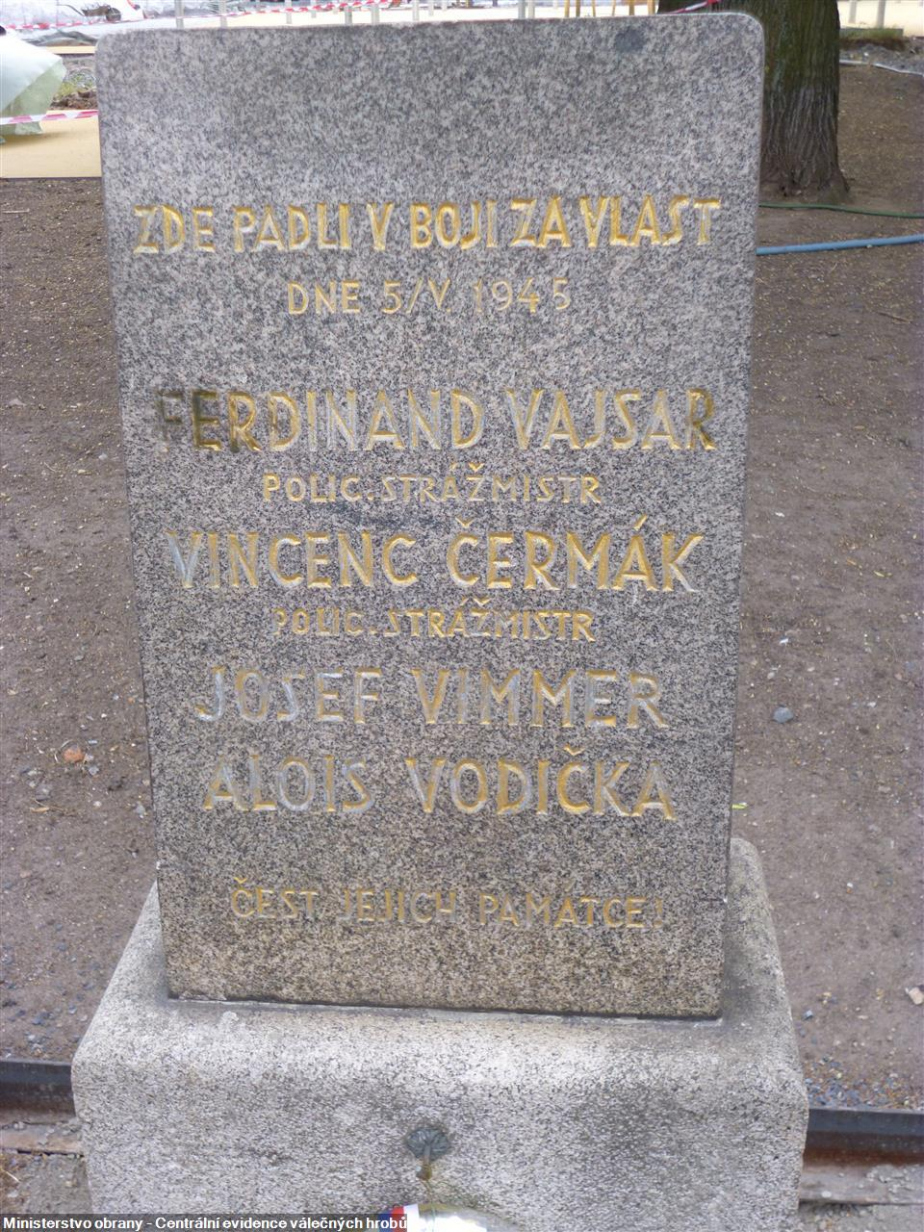 ZDE PADLI V BOJI ZA VLAST
DNE 5/V. 1945
FERDINAND VAJSAR
POLIC. STRÁŽMISTR
VINCENC ČERMÁK
POLIC. STRÁŽMISTR
JOSEF VIMMER
ALOIS VODIČKA
ČEST JEJICH PAMÁTCE!
Ministerstvo obrany - Centrální evidence válečných hrobů